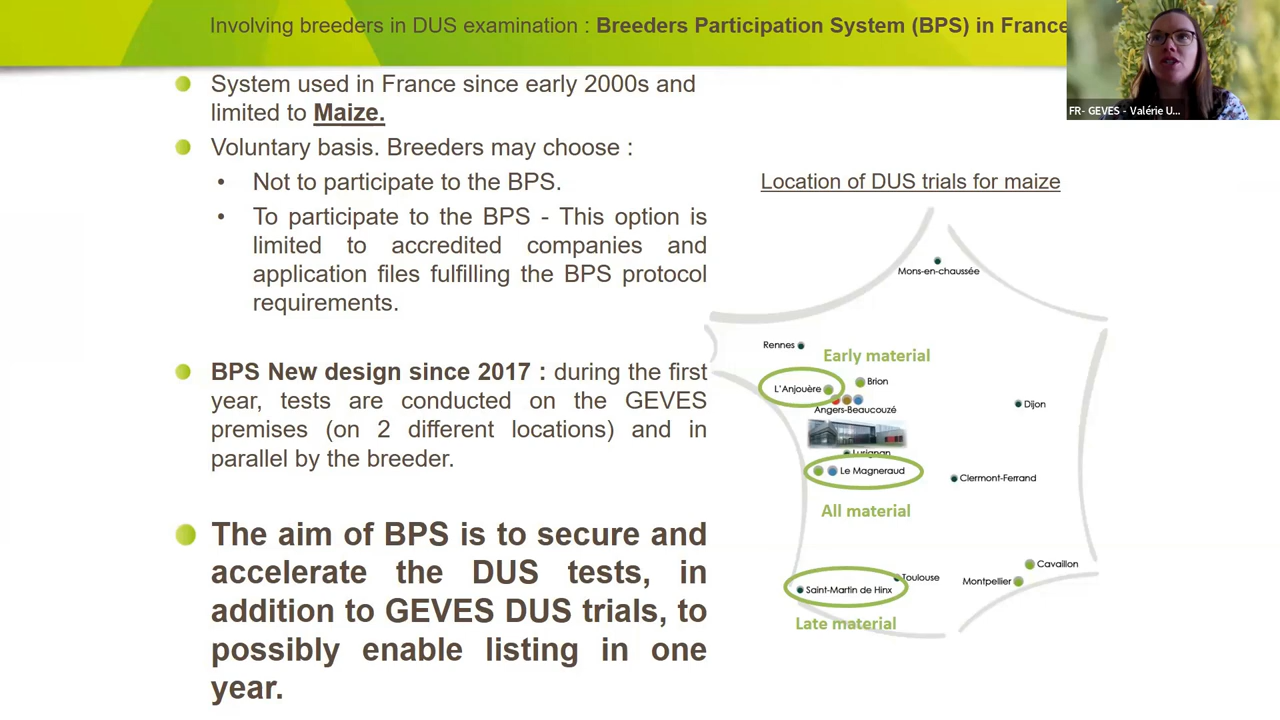 Involving breeders in DUS examination : Breeders Participation System (BPS) in France
FR- GEVES - Valérie U...
System used in France since early 2000s and
limited to Maize.
Voluntary basis. Breeders may choose :
• Not to participate to the BPS.
• To participate to the BPS - This option is
limited to accredited companies and
application files fulfilling the BPS protocol
requirements.
BPS New design since 2017 : during the first
year, tests are conducted on the GEVES
premises (on 2 different locations) and in
parallel by the breeder.
The aim of BPS is to secure and
accelerate the DUS tests, in
addition to GEVES DUS trials, to
possibly enable listing in one
year.
Location of DUS trials for maize
Mons-en-chaussée
Rennes
Early material
L'Anjouère
Brion
Angers-Beaucouzé
Dijon
Lusignan
Le Magneraud
Clermont-Ferrand
All material
Cavaillon
Toulouse
Montpellier
Saint-Martin de Hinx
Late material